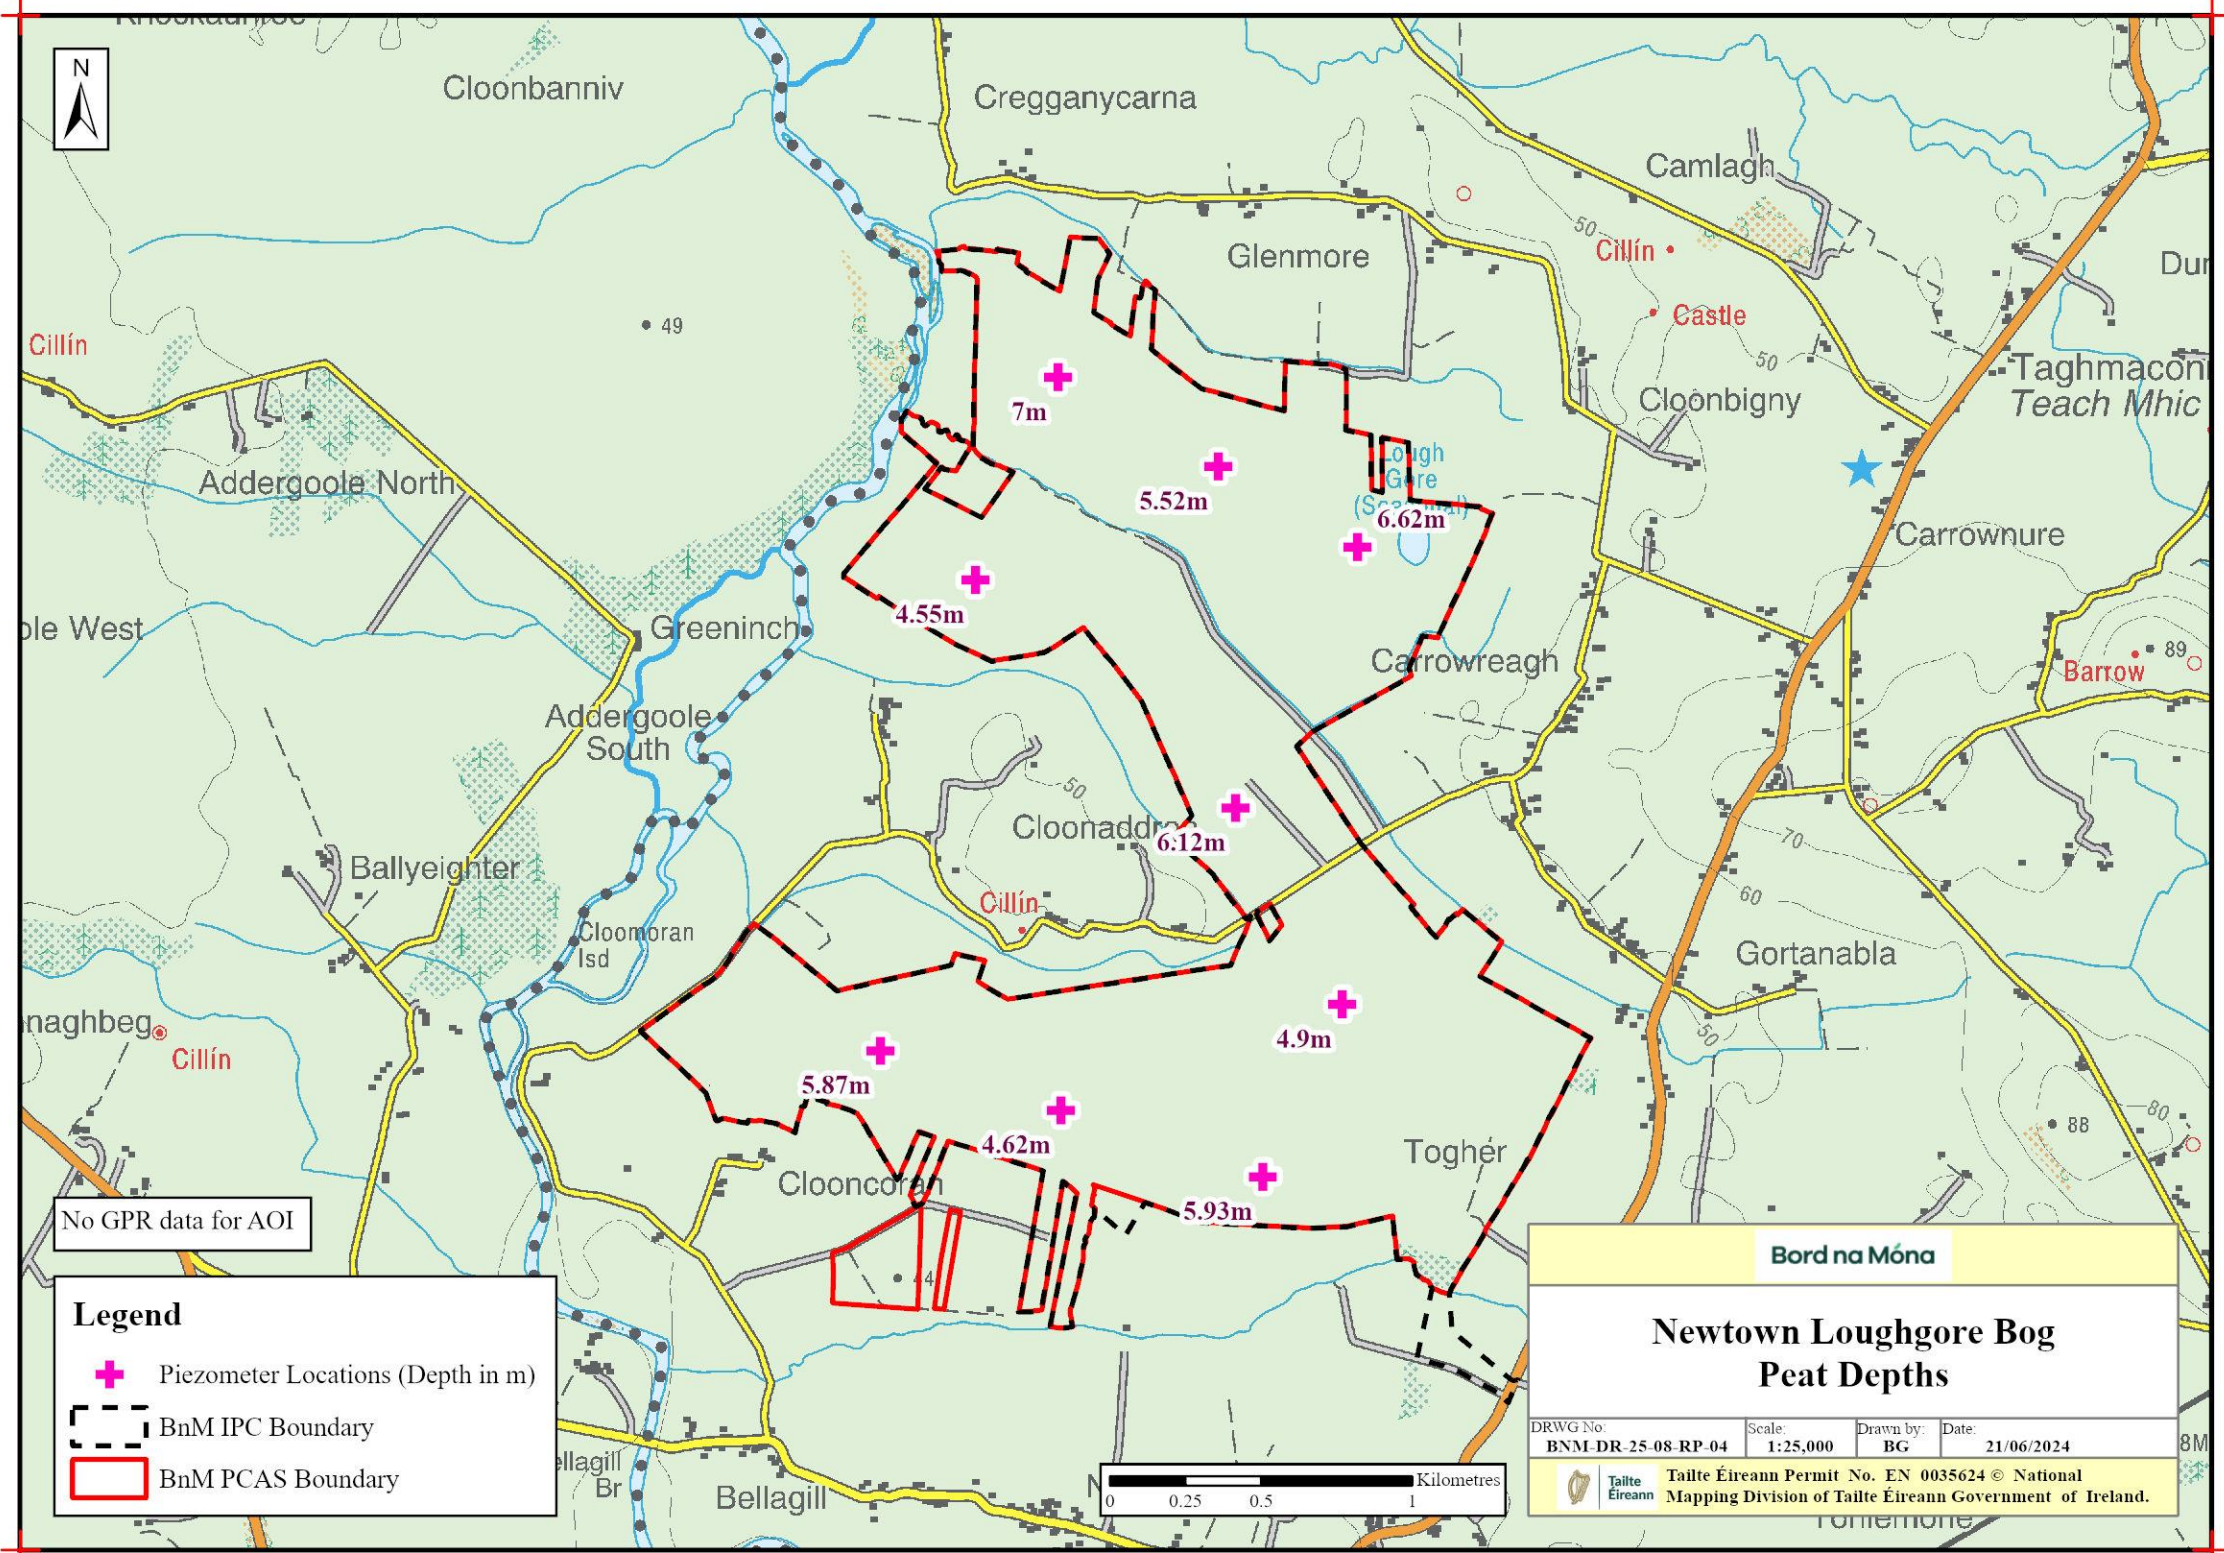 N
Cloonbanniv
Cregganycarna
Camlagh
50
Cillín
Glenmore
Castle
49
Cillín
50
Taghmacon
Teach Mhic
7m
Cloonbigny
Addergoole North
Lough
Gore
5.52m
6.62m
Carrownure
4.55m
Greeninch
ole West
Carrowreagh
89
Barrow
Addergoole
South
50
Cloonaddr
6.12m
70
Ballyeighter
60
Cillín
Cloomoran
Isd
Gortanabla
naghbeg
Cillín
4.9m
50
5.87m
4.62m
88
80
Togher
Clooncoran
5.93m
No GPR data for AOI
44
Legend
Piezometer Locations (Depth in m)
BnM IPC Boundary
BnM PCAS Boundary
ellagill
Br
Bellagill
0 0.25 0.5 1 Kilometres
Bord na Móna
Newtown Loughgore Bog
Peat Depths
DRWG No: Scale: Drawn by: Date:
BNM-DR-25-08-RP-04 1:25,000 BG 21/06/2024
Tailte
Éireann
Tailte Éireann Permit No. EN 0035624 © National
Mapping Division of Tailte Éireann Government of Ireland.
8M